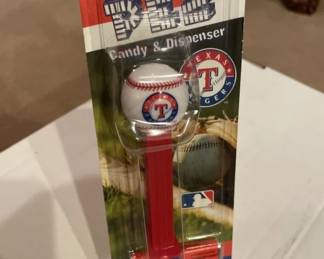 PEZ
Candy & Dispenser
TEXAS
T
RANGERS
T